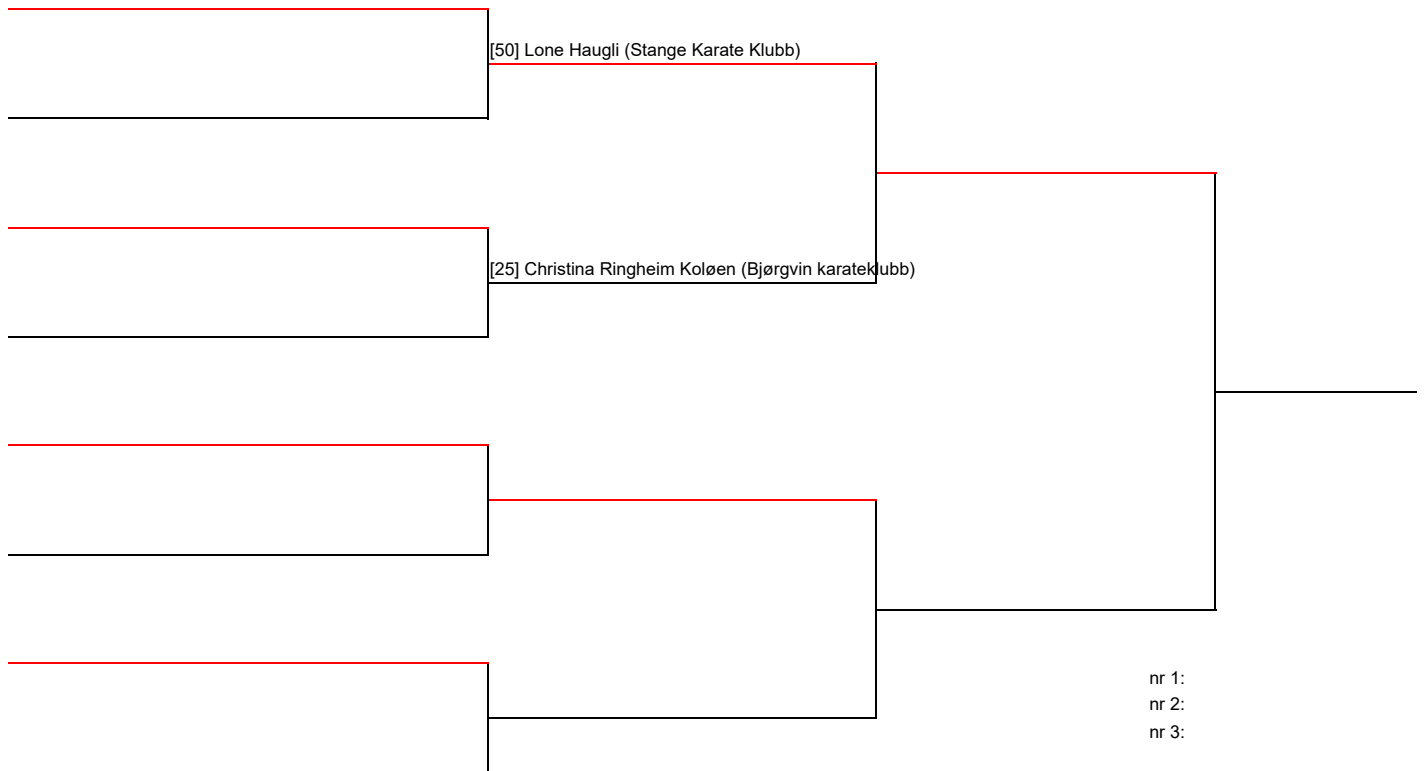 [50] Lone Haugli (Stange Karate Klubb)
[25] Christina Ringheim Koløen (Bjørgvin karateklubb)
nr 1:
nr 2:
nr 3: